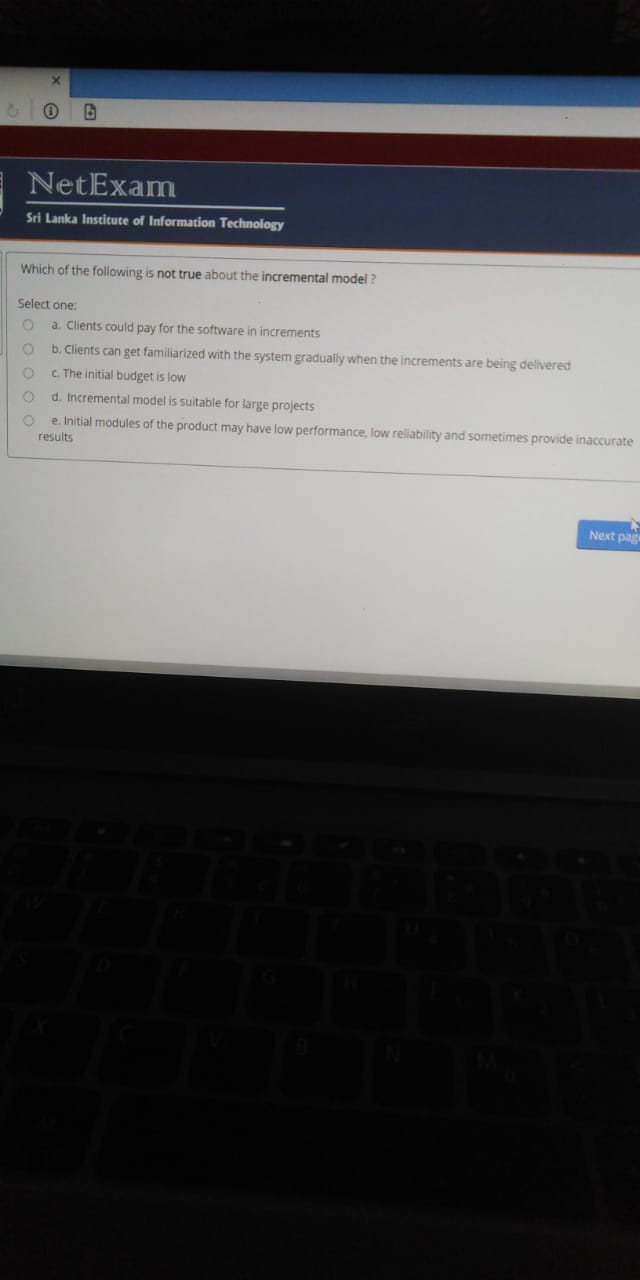 NetExam
Sri Lanka Institute of Information Technology
Which of the following is not true about the incremental model ?
Select one:
a. Clients could pay for the software in increments
b. Clients can get familiarized with the system gradually when the increments are being delivered
c. The initial budget is low
d. Incremental model is suitable for large projects
e. Initial modules of the product may have low performance, low reliability and sometimes provide inaccurate
results
Next page
W E R T Y U I O
S D F G H J K L
X C V B N M